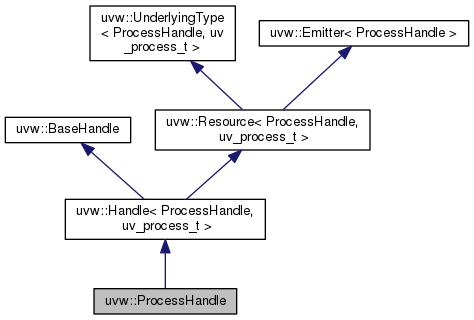 uvw::UnderlyingType
< ProcessHandle, uv
_process_t >
uvw::Emitter< ProcessHandle >
uvw::Resource< ProcessHandle,
uv_process_t >
uvw::BaseHandle
uvw::Handle< ProcessHandle,
uv_process_t >
uvw::ProcessHandle